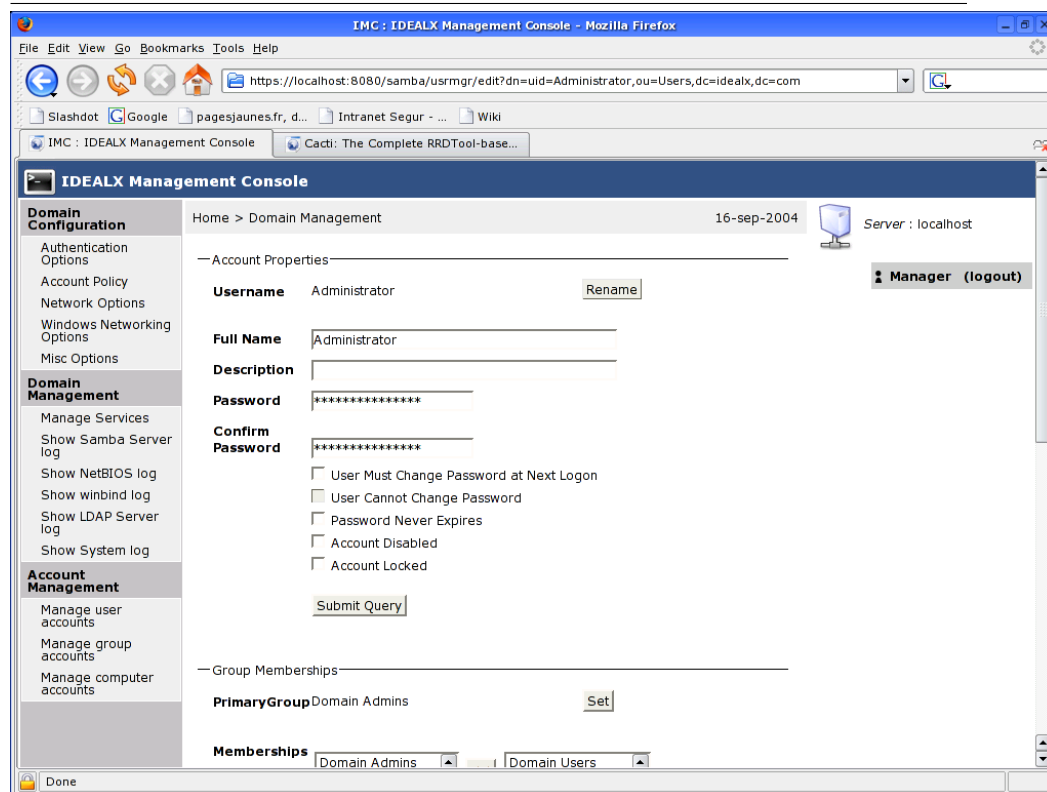 IMC : IDEALX Management Console - Mozilla Firefox
File Edit View Go Bookmarks Tools Help
https://localhost:8080/samba/usrmgr/edit?dn=uid=Administrator,ou=Users,dc=idealx,dc=com
G
Slashdot Google pagesjaunes.fr, d... Intranet Segur - ... Wiki
IMC : IDEALX Managem
ent Console
Cacti: The Complete RRDTool-base...
IDEALX Management Console
Domain
Configuration
Authentication
Options
Account Policy
Network Options
Windows Networking
Options
Misc Options
Domain
Management
Manage Services
Show Samba Server
log
Show NetBIOS log
Show winbind log
Show LDAP Server
log
Show System log
Account
Management
Manage user
accounts
Manage group
accounts
Manage computer
accounts
Home > Domain Management 16-sep-2004
Account Properties
Username Administrator Rename
Full Name Administrator
Description
Password ***************
Confirm
Password ***************
User Must Change Password at Next Logon
User Cannot Change Password
Password Never Expires
Account Disabled
Account Locked
Submit Query
Group Memberships
PrimaryGroup Domain Admins Set
Memberships Domain Admins Domain Users
Server : localhost
Manager (logout)
Done